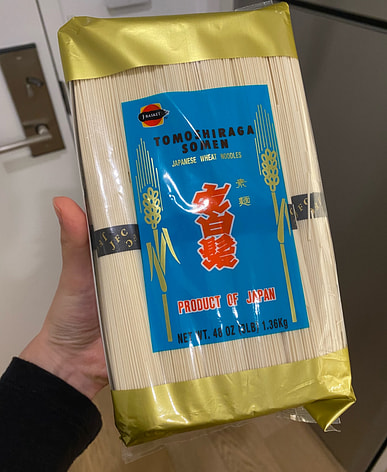 J-BASKET
TOMOSHIRAGA
SOMEN
JAPANESE WHEAT NOODLES
素麺
友白髪
JFC
PRODUCT OF JAPAN
NET WT. 48 OZ (3LB) 1.36Kg